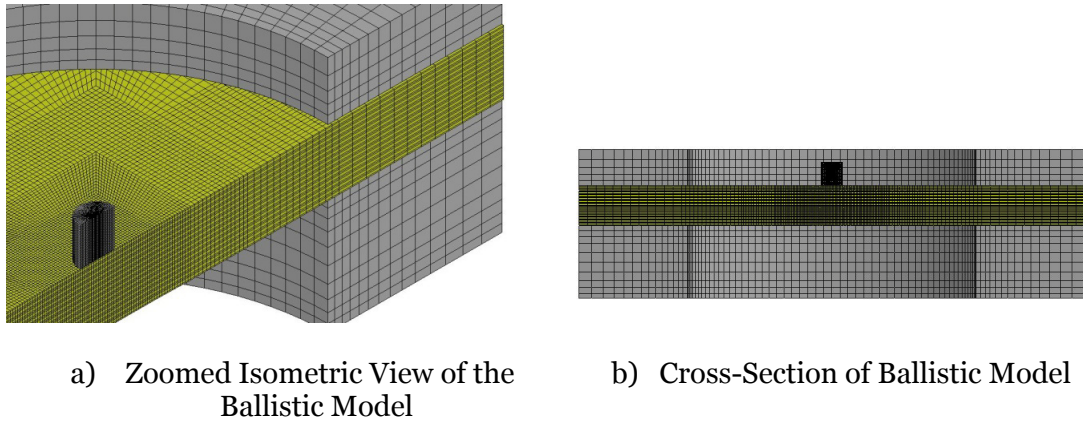 a) Zoomed Isometric View of the
Ballistic Model
b) Cross-Section of Ballistic Model